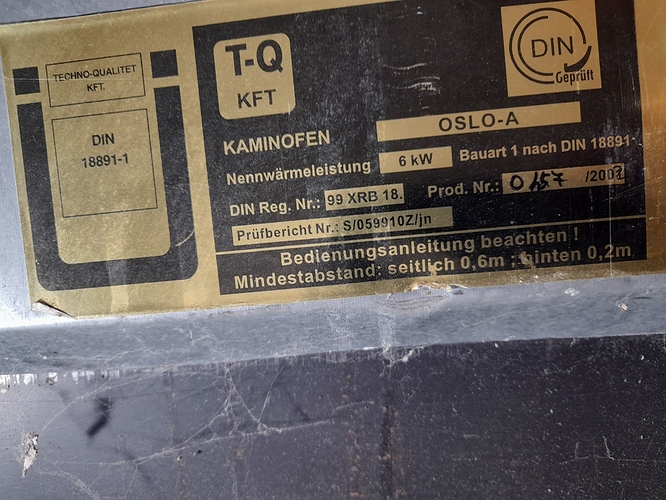 TECHNO-QUALITET
KFT.
DIN
18891-1
T-Q
KFT
DIN
Geprüft
KAMINOFEN
OSLO-A
Nennwärmeleistung 6 kW Bauart 1 nach DIN 18891
DIN Reg. Nr.: 99 XRB 18. Prod. Nr.: 0157 /2002
Prüfbericht Nr.: S/059910Z/jn
Bedienungsanleitung beachten !
Mindestabstand: seitlich 0,6m ; hinten 0,2m